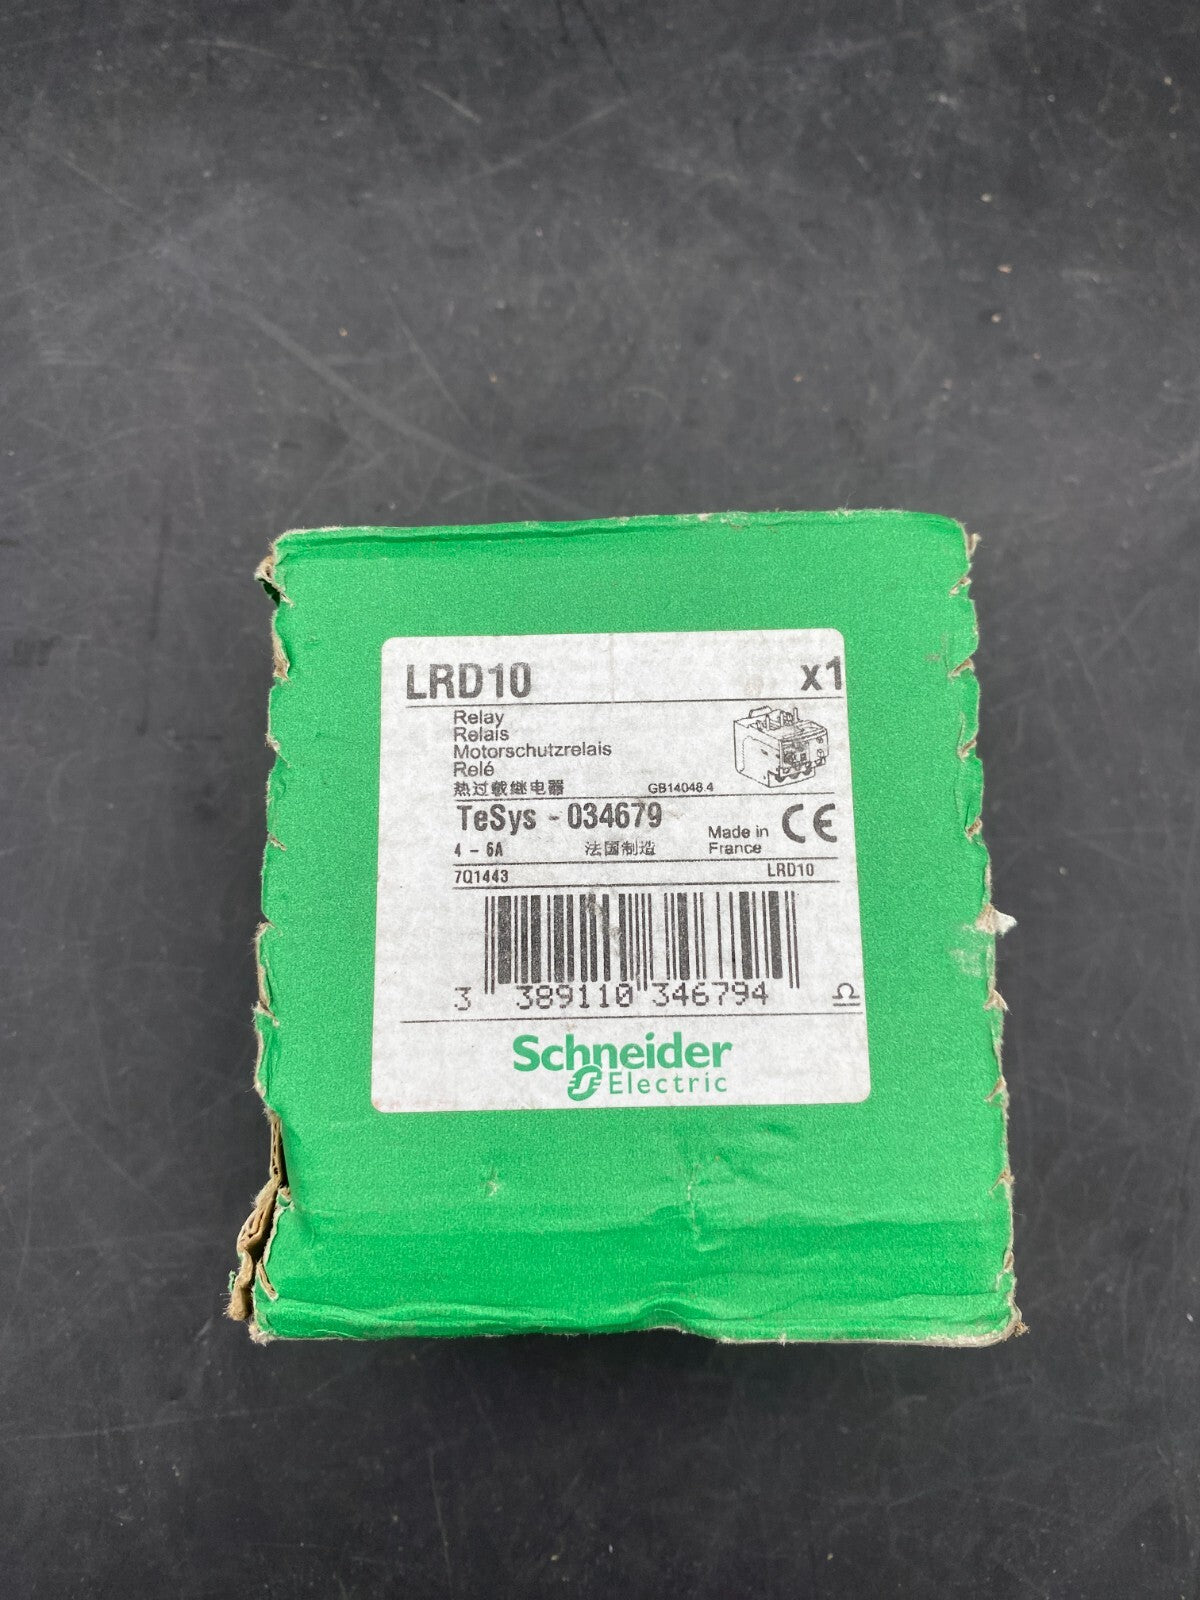 LRD10 x1
Relay
Relais
Motorschutzrelais
Relé
热过载继电器 GB14048.4
TeSys - 034679
Made in
France
CE
4 - 6A 法国制造
7Q1443 LRD10
3 389110 346794
Schneider
Electric